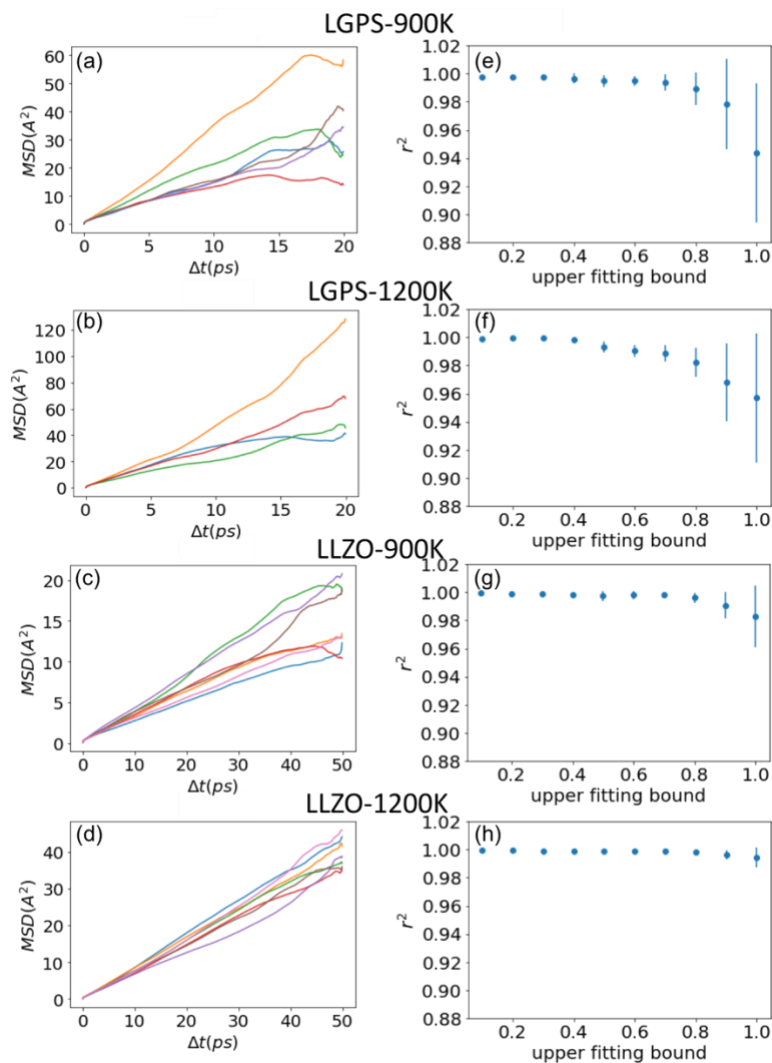 LGPS-900K
(a)
60
50
40
30
20
10
0
MSD(A²)
0 5 10 15 20
Δt(ps)
(e)
1.02
1.00
0.98
0.96
0.94
0.92
0.90
0.88
r²
0.2 0.4 0.6 0.8 1.0
upper fitting bound
LGPS-1200K
(b)
120
100
80
60
40
20
0
MSD(A²)
0 5 10 15 20
Δt(ps)
(f)
1.02
1.00
0.98
0.96
0.94
0.92
0.90
0.88
r²
0.2 0.4 0.6 0.8 1.0
upper fitting bound
LLZO-900K
(c)
20
15
10
5
0
MSD(A²)
0 10 20 30 40 50
Δt(ps)
(g)
1.02
1.00
0.98
0.96
0.94
0.92
0.90
0.88
r²
0.2 0.4 0.6 0.8 1.0
upper fitting bound
LLZO-1200K
(d)
40
30
20
10
0
MSD(A²)
0 10 20 30 40 50
Δt(ps)
(h)
1.02
1.00
0.98
0.96
0.94
0.92
0.90
0.88
r²
0.2 0.4 0.6 0.8 1.0
upper fitting bound